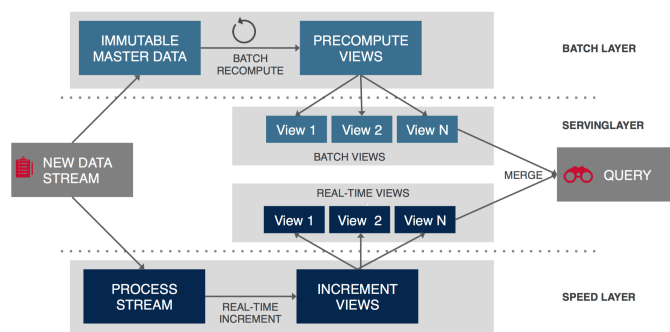 IMMUTABLE
MASTER DATA
BATCH
RECOMPUTE
PRECOMPUTE
VIEWS
BATCH LAYER
View 1
View 2
View N
BATCH VIEWS
SERVINGLAYER
NEW DATA
STREAM
MERGE
QUERY
REAL-TIME VIEWS
View 1
View 2
View N
PROCESS
STREAM
REAL-TIME
INCREMENT
INCREMENT
VIEWS
SPEED LAYER